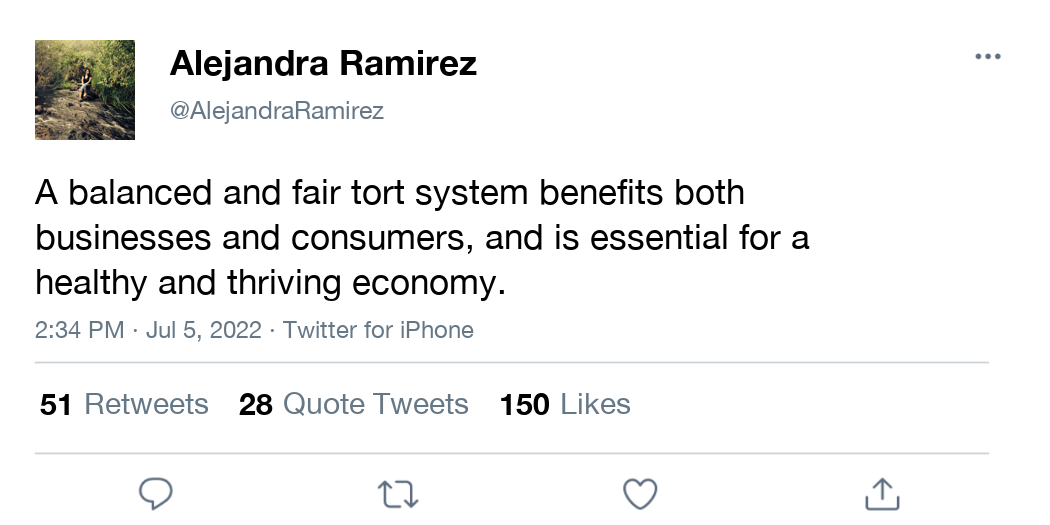 Alejandra Ramirez
@AlejandraRamirez
A balanced and fair tort system benefits both
businesses and consumers, and is essential for a
healthy and thriving economy.
2:34 PM · Jul 5, 2022 · Twitter for iPhone
51 Retweets 28 Quote Tweets 150 Likes